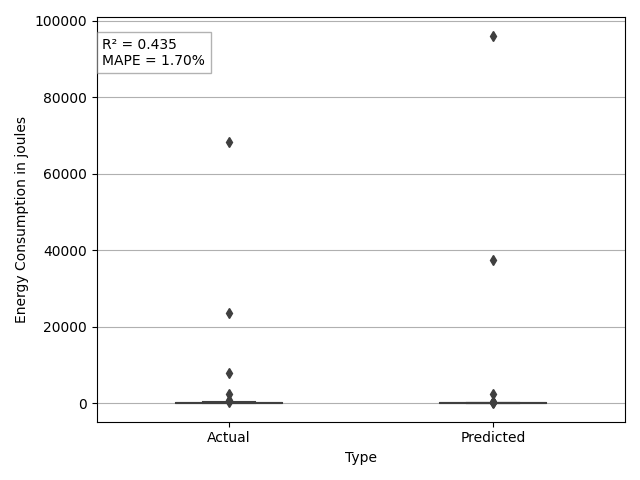 100000
80000
60000
40000
20000
0
Energy Consumption in joules
R² = 0.435
MAPE = 1.70%
Actual
Predicted
Type